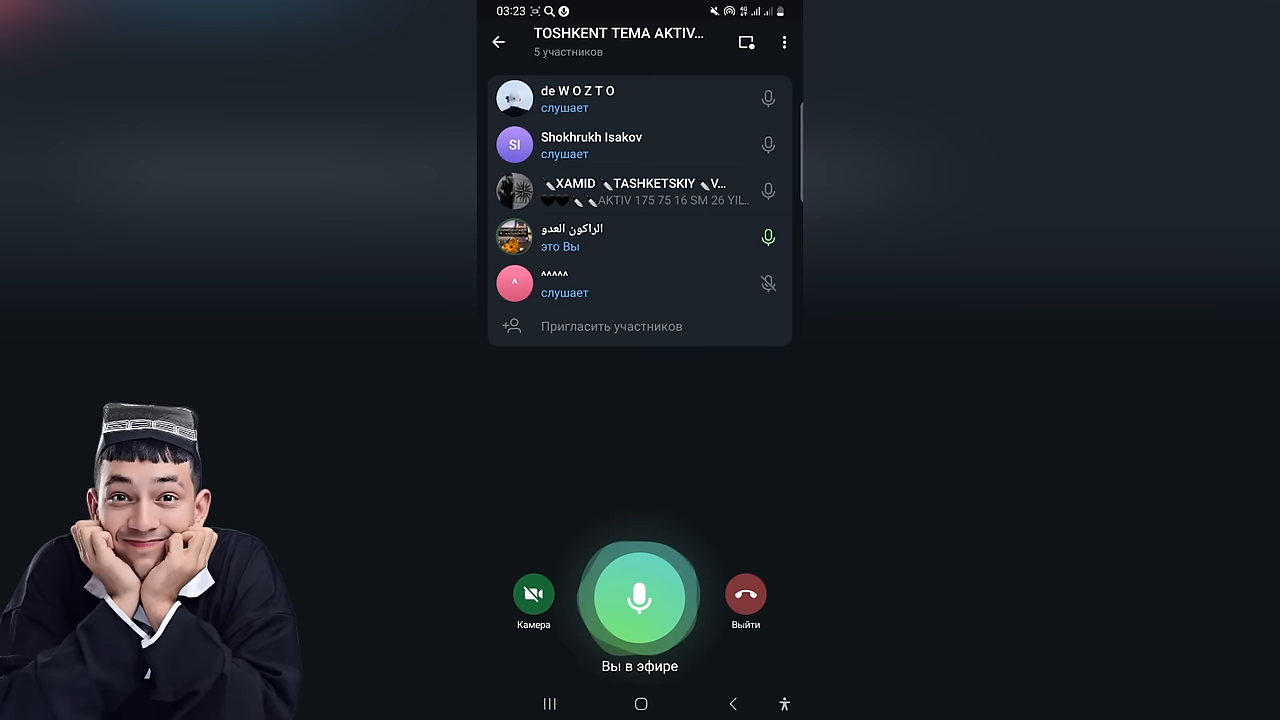 03:23
TOSHKENT TEMA AKTIV...
5 участников
de W O Z T O
слушает
SI
Shokhrukh Isakov
слушает
XAMID TASHKETSKIY V...
AKTIV 175 75 16 SM 26 YIL..
الراكون العدو
это Вы
^
^^^^^
слушает
Пригласить участников
Камера
Выйти
Вы в эфире